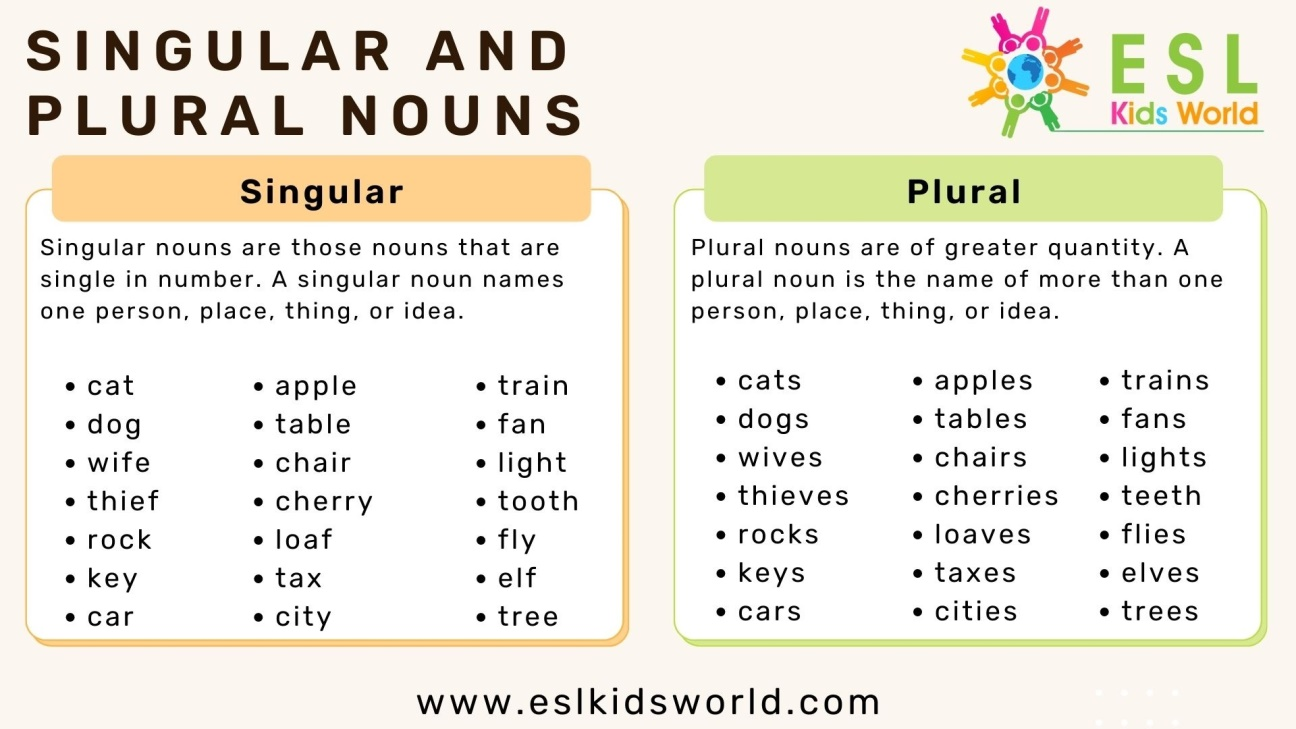 SINGULAR AND
PLURAL NOUNS
ESL
Kids World
Singular
Singular nouns are those nouns that are
single in number. A singular noun names
one person, place, thing, or idea.
• cat
• dog
• wife
• thief
• rock
• key
• car
• apple
• table
• chair
• cherry
• loaf
• tax
• city
• train
• fan
• light
• tooth
• fly
• elf
• tree
Plural
Plural nouns are of greater quantity. A
plural noun is the name of more than one
person, place, thing, or idea.
• cats
• dogs
• wives
• thieves
• rocks
• keys
• cars
• apples
• tables
• chairs
• cherries
• loaves
• taxes
• cities
• trains
• fans
• lights
• teeth
• flies
• elves
• trees
www.eslkidsworld.com